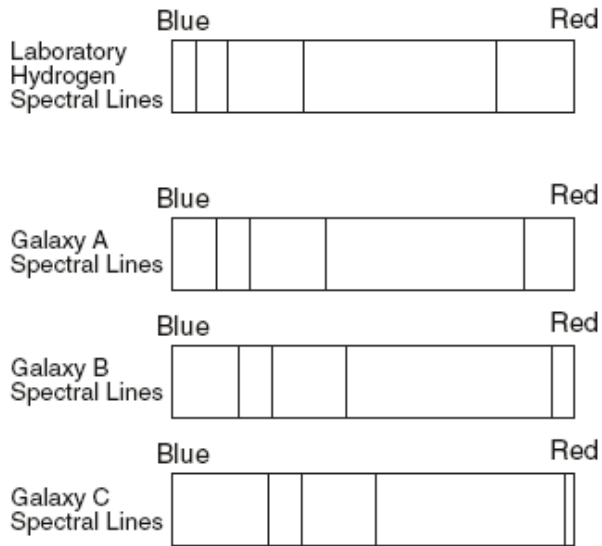 Blue Red
Laboratory
Hydrogen
Spectral Lines
Blue Red
Galaxy A
Spectral Lines
Blue Red
Galaxy B
Spectral Lines
Blue Red
Galaxy C
Spectral Lines